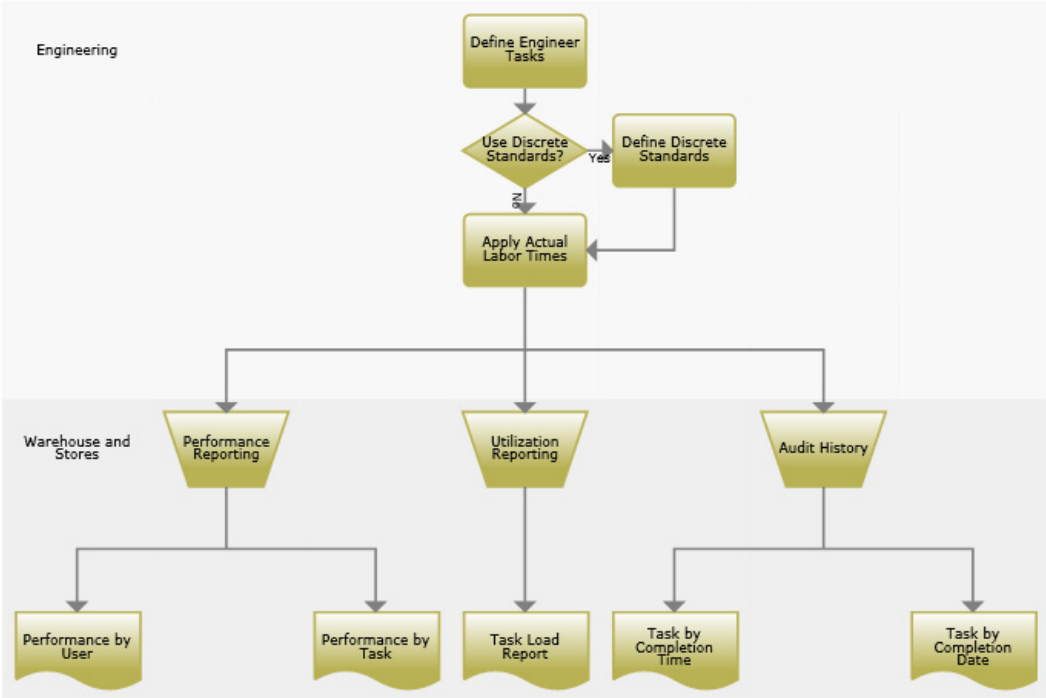 Engineering
Define Engineer
Tasks
Use Discrete
Standards?
Yes
Define Discrete
Standards
No
Apply Actual
Labor Times
Warehouse and
Stores
Performance
Reporting
Utilization
Reporting
Audit History
Performance by
User
Performance by
Task
Task Load
Report
Task by
Completion
Time
Task by
Completion
Date